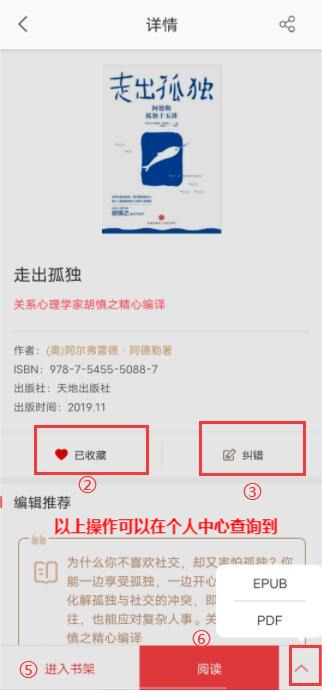 详情
走出孤独
阿德勒
孤独十五讲
走出孤独
关系心理学家胡慎之精心编译
作者：(奥)阿尔弗雷德·阿德勒著
ISBN：978-7-5455-5088-7
出版社：天地出版社
出版时间：2019.11
已收藏
纠错
②
③
编辑推荐
以上操作可以在个人中心查询到
为什么你不喜欢社交，却又害怕孤独？你
能一边享受孤独，一边开心
化解孤独与社交的冲突，即
往，也能应对复杂人事。关
慎之精心编译
EPUB
PDF
⑥
⑤ 进入书架
阅读
①